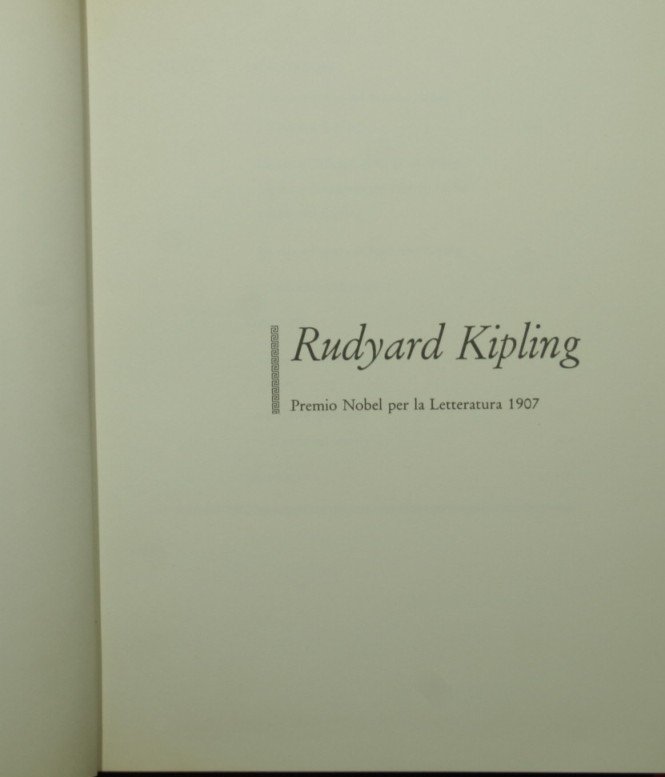 Rudyard Kipling
Premio Nobel per la Letteratura 1907